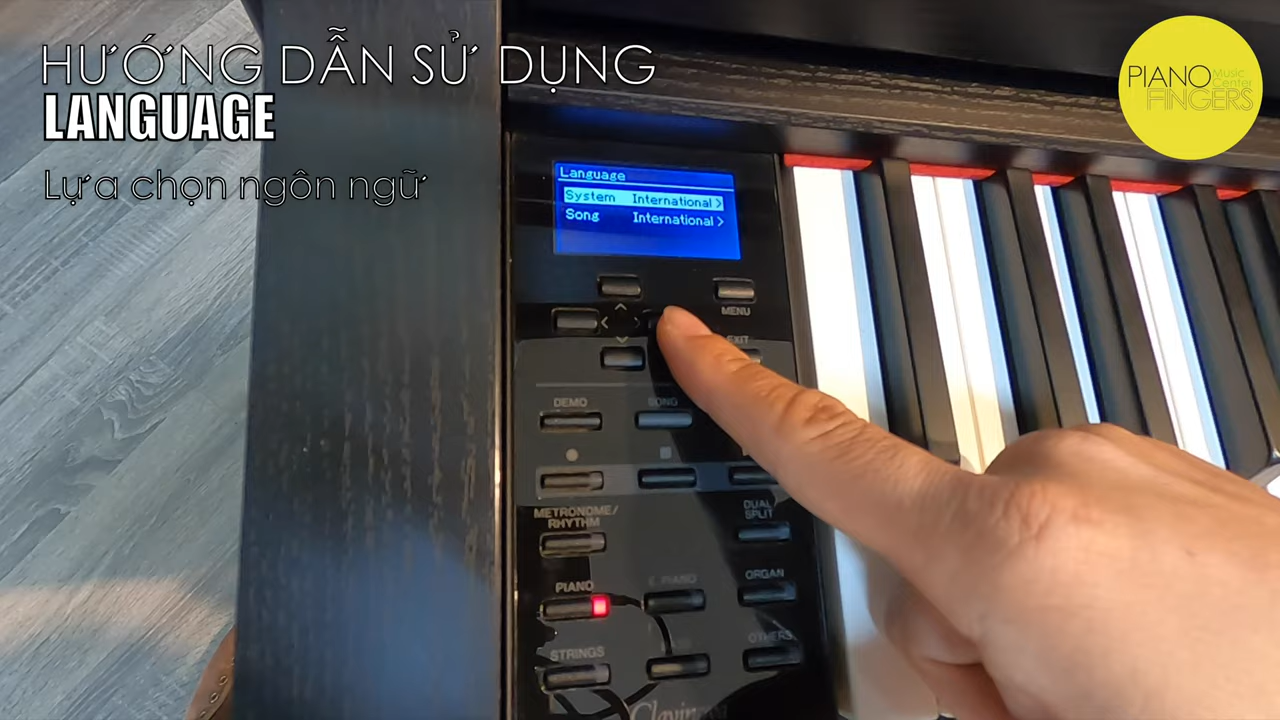 HƯỚNG DẪN SỬ DỤNG
LANGUAGE
Lựa chọn ngôn ngữ
PIANO Music Center
FINGERS
Language
System International >
Song International >
MENU
EXIT
DEMO SONG
METRONOME/
RHYTHM
DUAL
SPLIT
PIANO E. PIANO ORGAN
STRINGS OTHERS